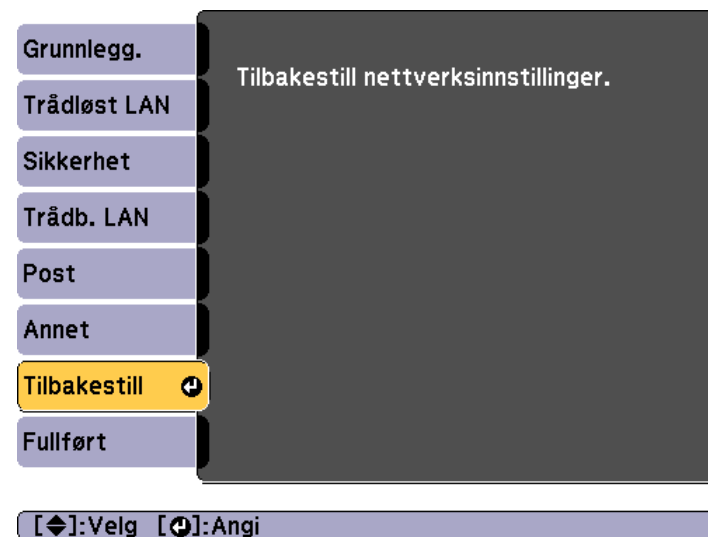 Grunnlegg.
Trådløst LAN
Sikkerhet
Trådb. LAN
Post
Annet
Tilbakestill
Fullført
Tilbakestill nettverksinnstillinger.
[◆]:Velg [↵]:Angi